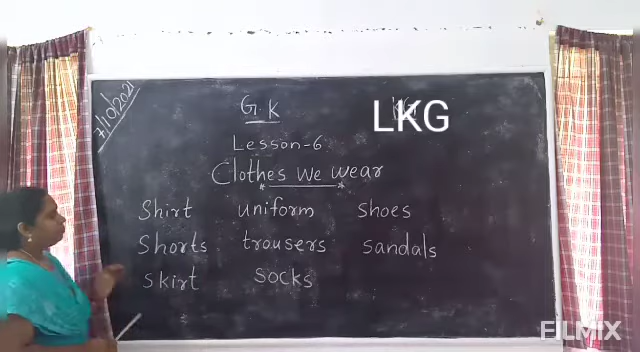 7/10/2021
G.K
LKG
Lesson-6
Clothes we wear
Shirt uniform shoes
Shorts trousers sandals
skirt socks
FILMIX